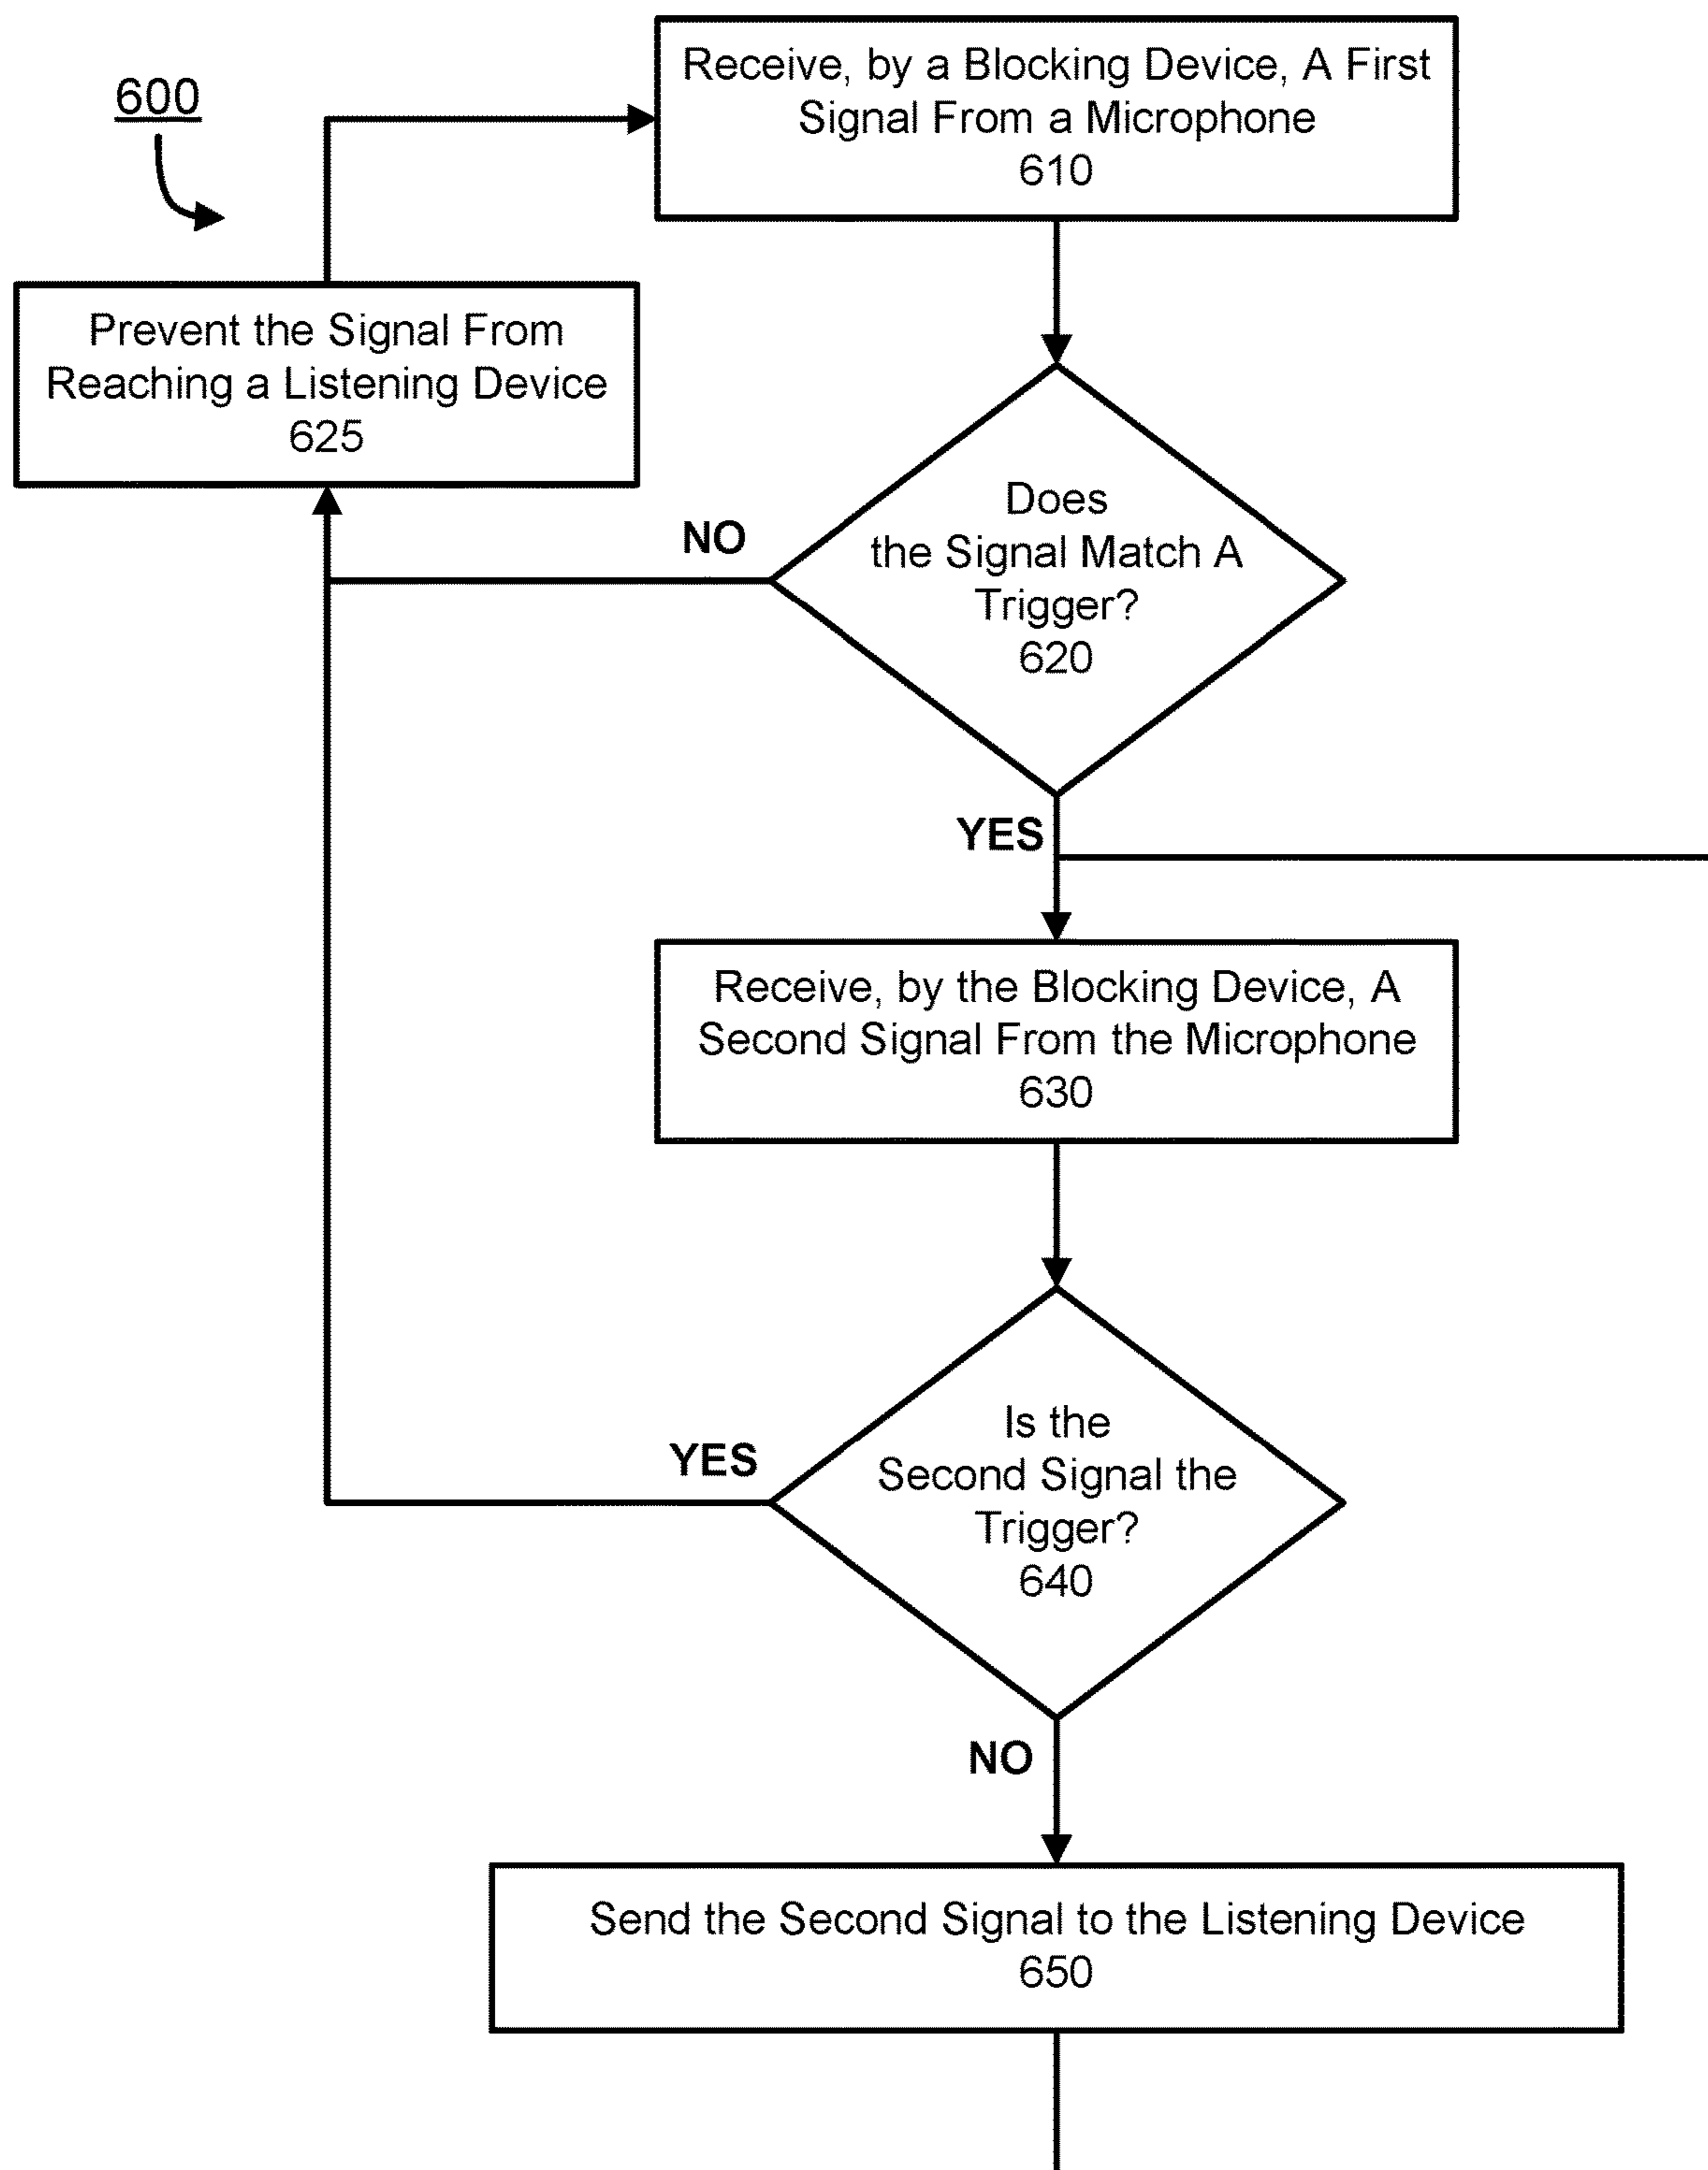 600
Receive, by a Blocking Device, A First
Signal From a Microphone
610
Prevent the Signal From
Reaching a Listening Device
625
Does
the Signal Match A
Trigger?
620
NO
YES
Receive, by the Blocking Device, A
Second Signal From the Microphone
630
Is the
Second Signal the
Trigger?
640
YES
NO
Send the Second Signal to the Listening Device
650